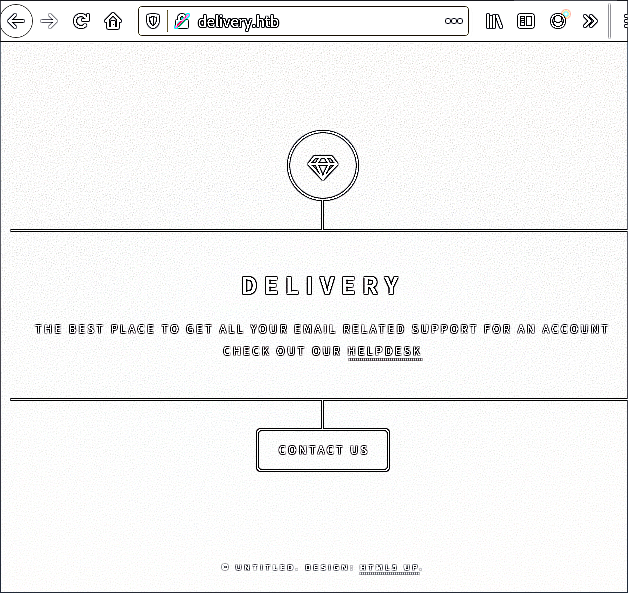 delivery.htb
DELIVERY
THE BEST PLACE TO GET ALL YOUR EMAIL RELATED SUPPORT FOR AN ACCOUNT
CHECK OUT OUR HELPDESK
CONTACT US
© UNTITLED. DESIGN: HTML5 UP.